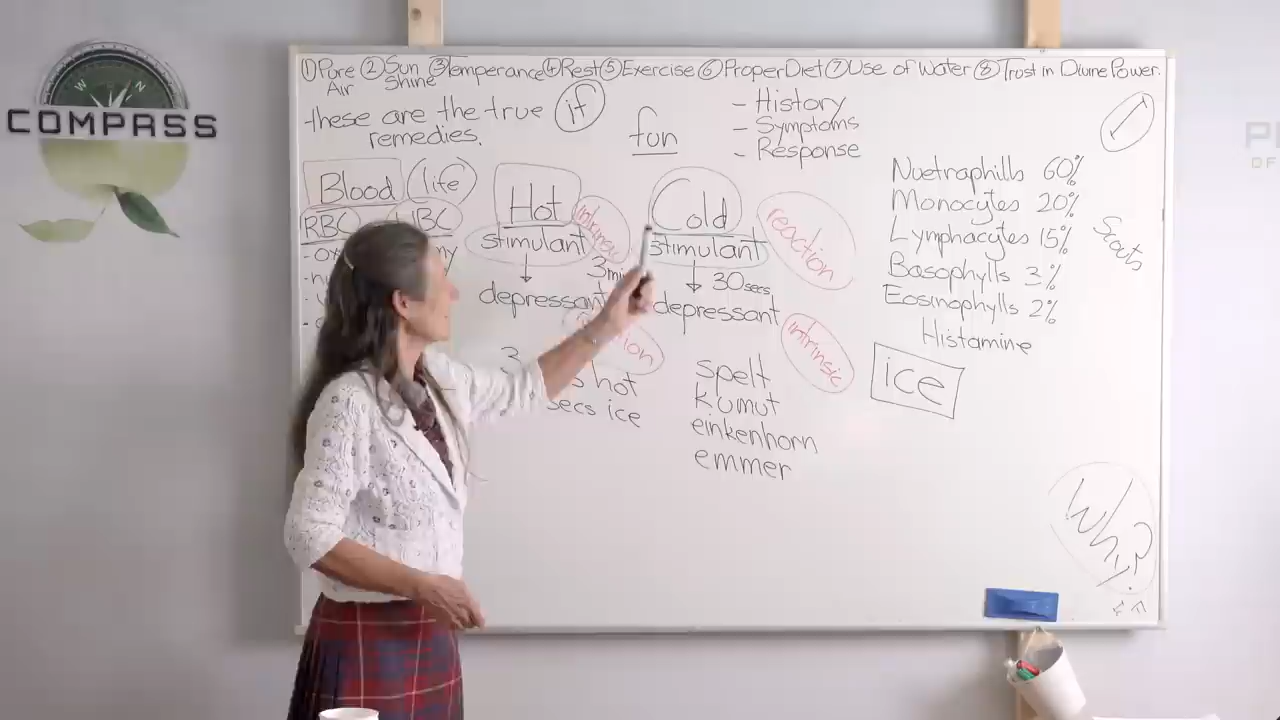 COMPASS
W N
①Pure ②Sun ③Temperance ④Rest ⑤Exercise ⑥Proper Diet ⑦Use of Water ⑧Trust in Divine Power.
Air Shine
these are the true if
remedies.
fun
- History
- Symptoms
- Response
Blood (life)
RBC
Hot
stimulant
depressant
hot
secs ice
Cold
stimulant
30 secs
depressant
reaction
intrinsic
spelt
kumut
einkenhorn
emmer
Nuetraphills 60%
Monocytes 20%
Lymphacytes 15%
Basophylls 3%
Eosinophylls 2%
Histamine
Scouts
ice
Why?